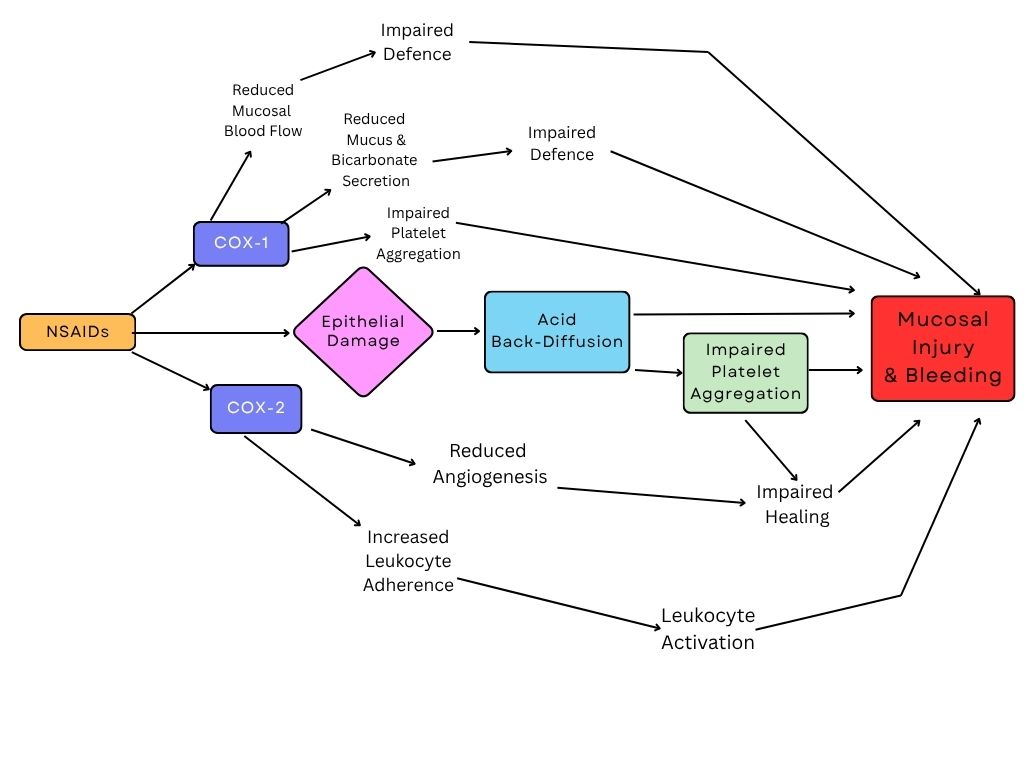 Impaired
Defence
Reduced
Mucosal
Blood Flow
Reduced
Mucus &
Bicarbonate
Secretion
Impaired
Defence
Impaired
Platelet
Aggregation
COX-1
NSAIDs
Epithelial
Damage
Acid
Back-Diffusion
Impaired
Platelet
Aggregation
Mucosal
Injury
& Bleeding
COX-2
Reduced
Angiogenesis
Impaired
Healing
Increased
Leukocyte
Adherence
Leukocyte
Activation